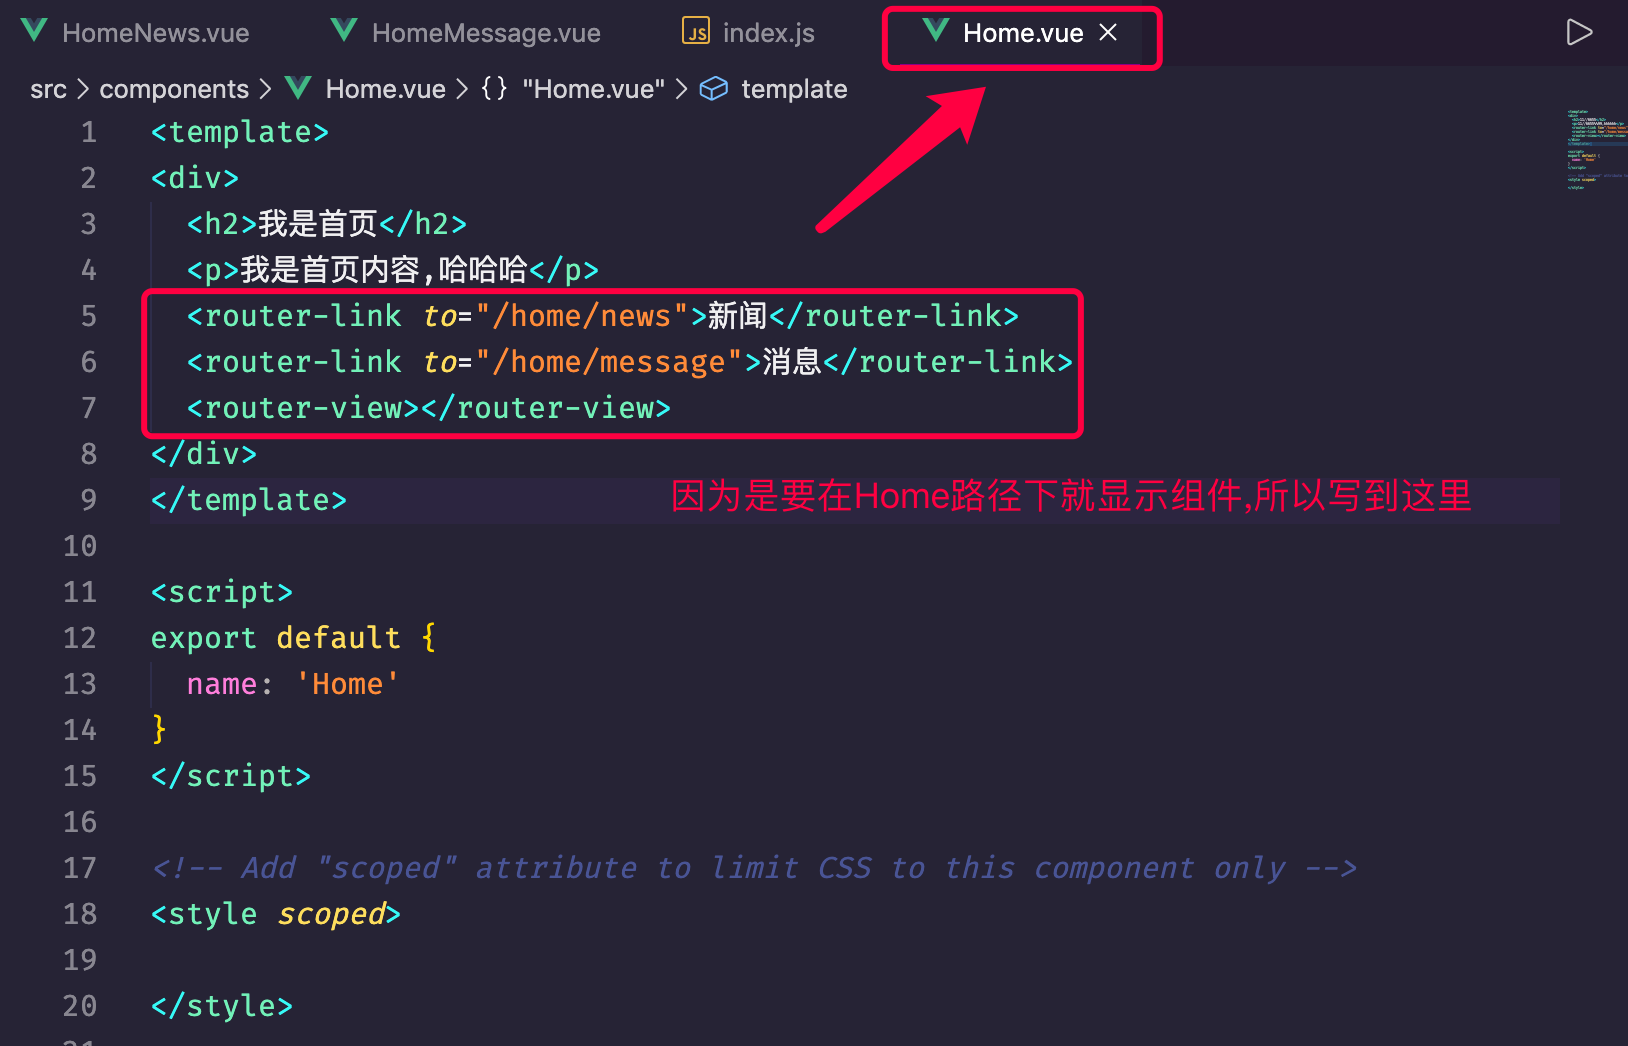 HomeNews.vue HomeMessage.vue JS index.js Home.vue ×
src > components > Home.vue > {} "Home.vue" > template
1 <template>
2 <div>
3 <h2>我是首页</h2>
4 <p>我是首页内容,哈哈哈</p>
5 <router-link to="/home/news">新闻</router-link>
6 <router-link to="/home/message">消息</router-link>
7 <router-view></router-view>
8 </div>
9 </template> 因为是要在Home路径下就显示组件,所以写到这里
10
11 <script>
12 export default {
13 name: 'Home'
14 }
15 </script>
16
17 <!-- Add "scoped" attribute to limit CSS to this component only -->
18 <style scoped>
19
20 </style>